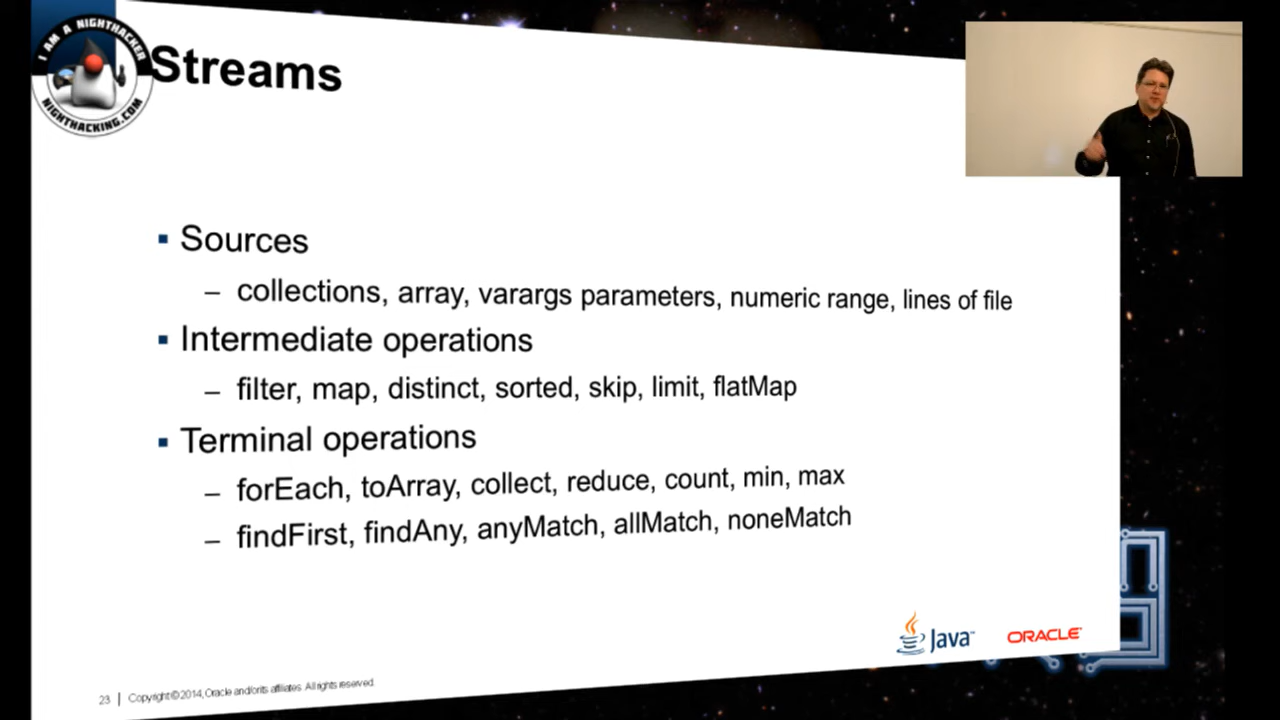 I AM A NIGHTHACKER
NIGHTHACKING.COM
Streams
▪ Sources
– collections, array, varargs parameters, numeric range, lines of file
▪ Intermediate operations
– filter, map, distinct, sorted, skip, limit, flatMap
▪ Terminal operations
– forEach, toArray, collect, reduce, count, min, max
– findFirst, findAny, anyMatch, allMatch, noneMatch
Java™
ORACLE®
23 | Copyright © 2014, Oracle and/or its affiliates. All rights reserved.